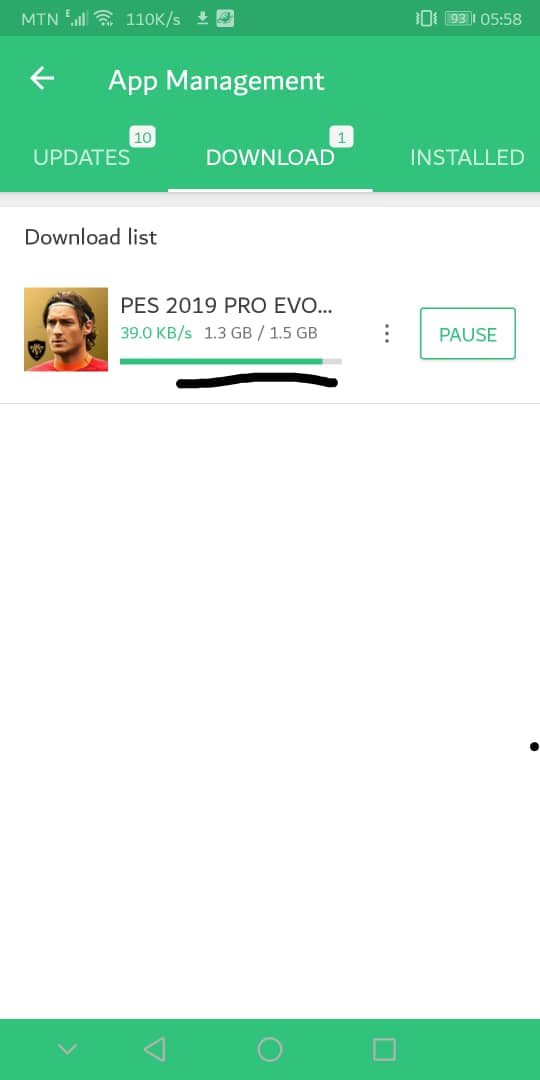 MTN E 110K/s 93 05:58
App Management
UPDATES 10 DOWNLOAD 1 INSTALLED
Download list
PES 2019 PRO EVO...
39.0 KB/s 1.3 GB / 1.5 GB
PAUSE